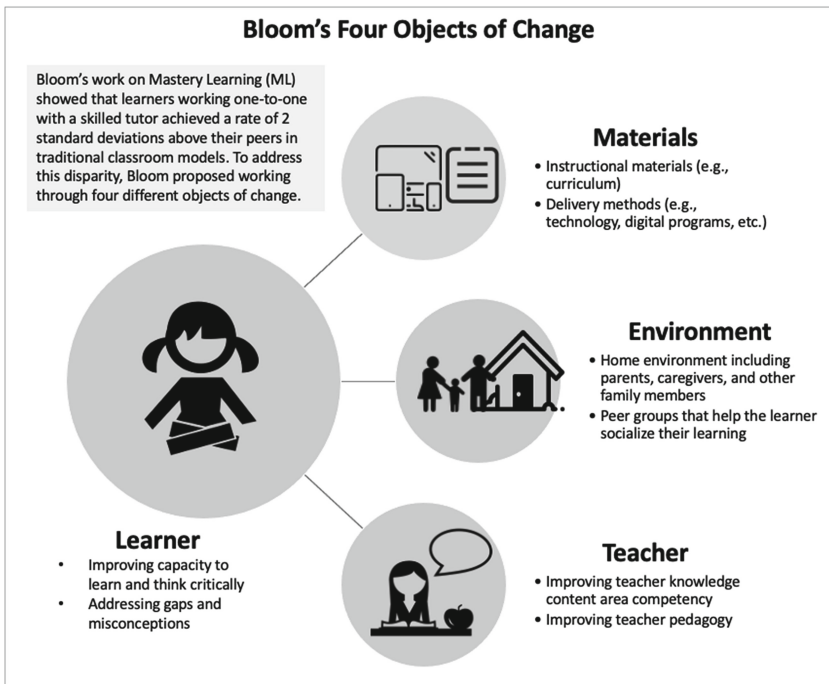 Bloom's Four Objects of Change
Bloom's work on Mastery Learning (ML)
showed that learners working one-to-one
with a skilled tutor achieved a rate of 2
standard deviations above their peers in
traditional classroom models. To address
this disparity, Bloom proposed working
through four different objects of change.
Materials
• Instructional materials (e.g.,
curriculum)
• Delivery methods (e.g.,
technology, digital programs, etc.)
Environment
• Home environment including
parents, caregivers, and other
family members
• Peer groups that help the learner
socialize their learning
Learner
• Improving capacity to
learn and think critically
• Addressing gaps and
misconceptions
Teacher
• Improving teacher knowledge
content area competency
• Improving teacher pedagogy